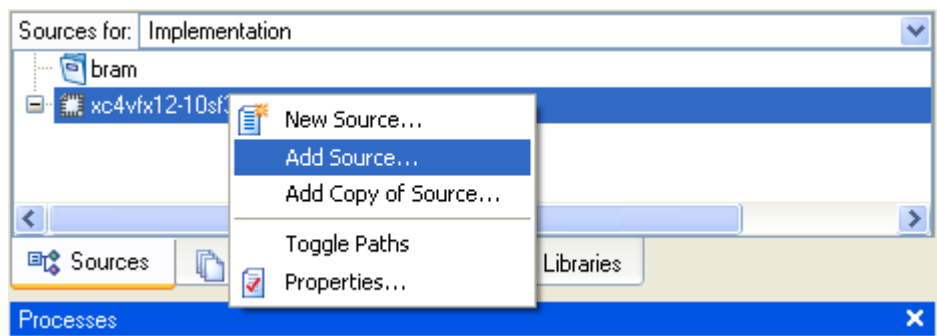 Sources for: Implementation
bram
xc4vfx12-10sf3
New Source...
Add Source...
Add Copy of Source...
Toggle Paths
Properties...
Sources
Libraries
Processes